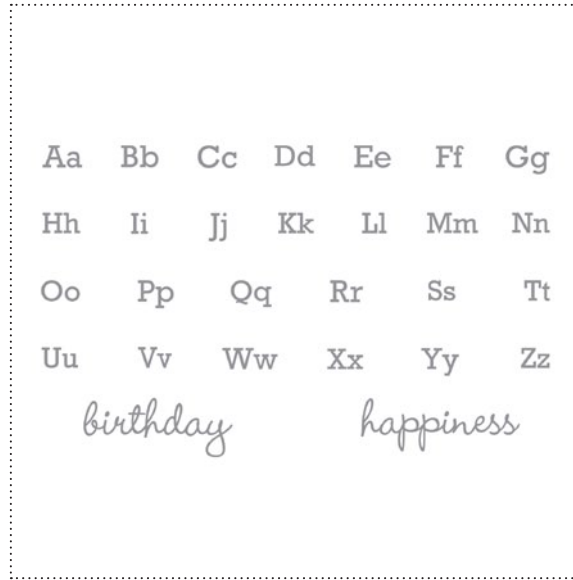 Aa Bb Cc Dd Ee Ff Gg
Hh Ii Jj Kk Ll Mm Nn
Oo Pp Qq Rr Ss Tt
Uu Vv Ww Xx Yy Zz
birthday happiness